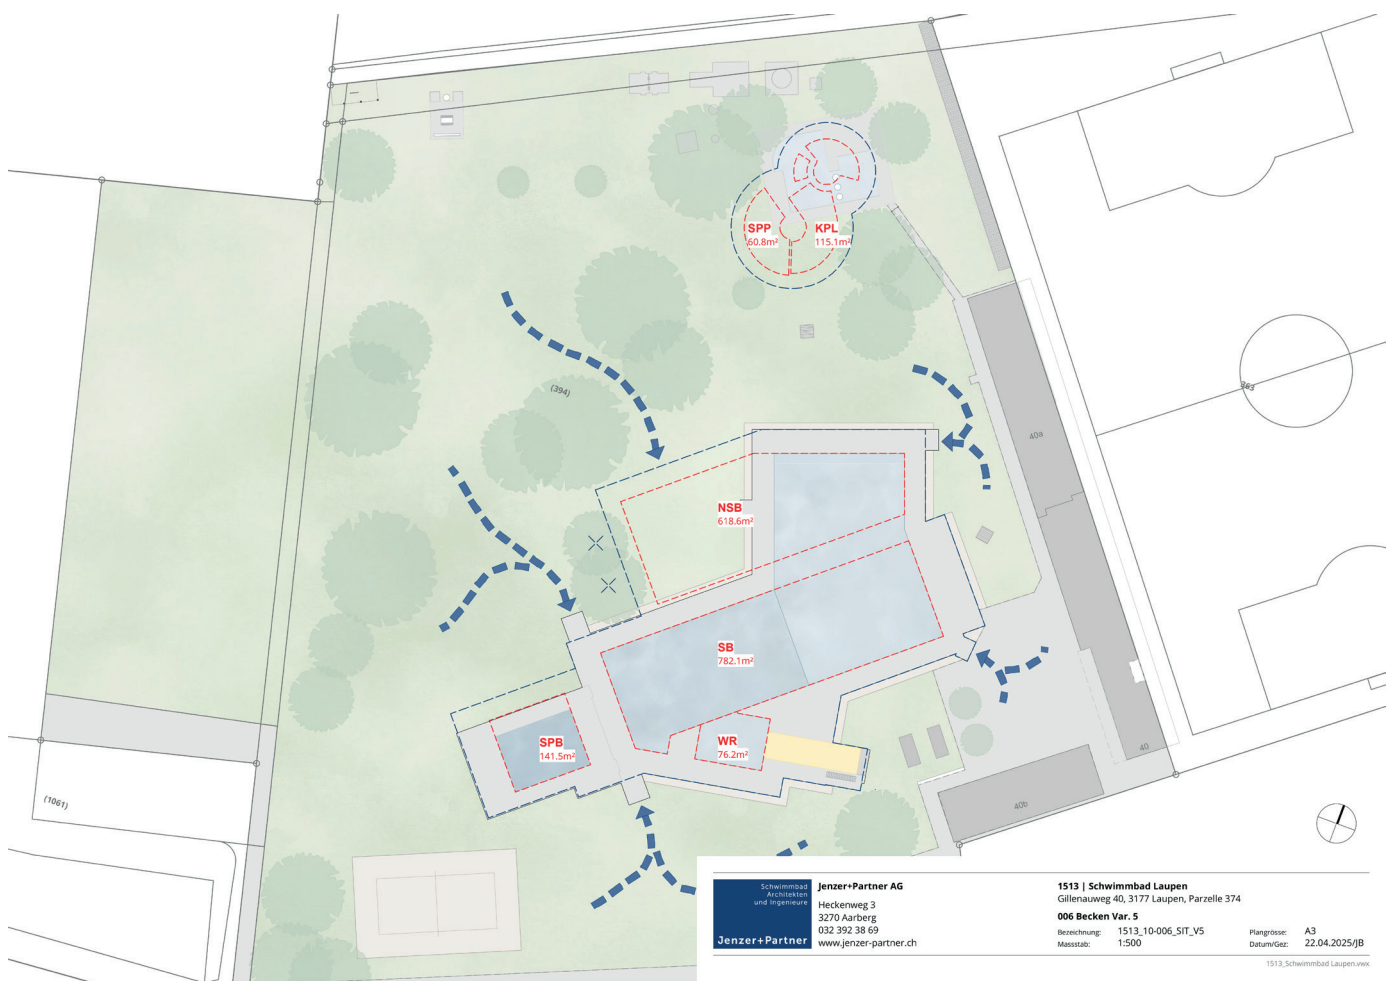 SPP
60.8m²
KPL
115.1m²
(394)
363
40a
NSB
618.6m²
SB
782.1m²
SPB
141.5m²
WR
76.2m²
40
40b
(1061)
Schwimmbad
Architekten
und Ingenieure
Jenzer+Partner
Jenzer+Partner AG
Heckenweg 3
3270 Aarberg
032 392 38 69
www.jenzer-partner.ch
1513 | Schwimmbad Laupen
Gillenauweg 40, 3177 Laupen, Parzelle 374
006 Becken Var. 5
Bezeichnung: 1513_10-006_SIT_V5 Plangrösse: A3
Massstab: 1:500 Datum/Gez: 22.04.2025/JB
1513_Schwimmbad Laupen.vwx